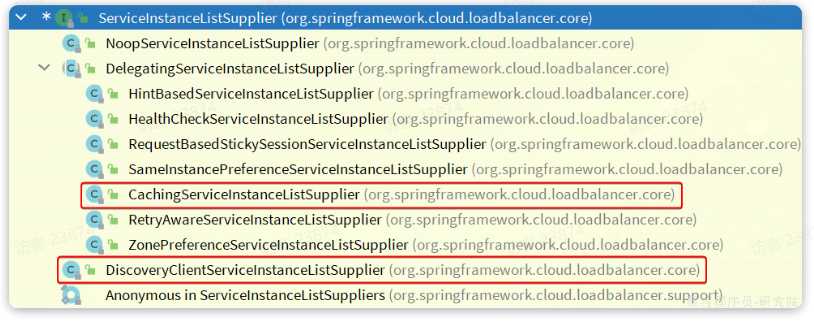 ServiceInstanceListSupplier (org.springframework.cloud.loadbalancer.core)
NoopServiceInstanceListSupplier (org.springframework.cloud.loadbalancer.core)
DelegatingServiceInstanceListSupplier (org.springframework.cloud.loadbalancer.core)
HintBasedServiceInstanceListSupplier (org.springframework.cloud.loadbalancer.core)
HealthCheckServiceInstanceListSupplier (org.springframework.cloud.loadbalancer.core)
RequestBasedStickySessionServiceInstanceListSupplier (org.springframework.cloud.loadbalancer.core)
SameInstancePreferenceServiceInstanceListSupplier (org.springframework.cloud.loadbalancer.core)
CachingServiceInstanceListSupplier (org.springframework.cloud.loadbalancer.core)
RetryAwareServiceInstanceListSupplier (org.springframework.cloud.loadbalancer.core)
ZonePreferenceServiceInstanceListSupplier (org.springframework.cloud.loadbalancer.core)
DiscoveryClientServiceInstanceListSupplier (org.springframework.cloud.loadbalancer.core)
Anonymous in ServiceInstanceListSuppliers (org.springframework.cloud.loadbalancer.support)